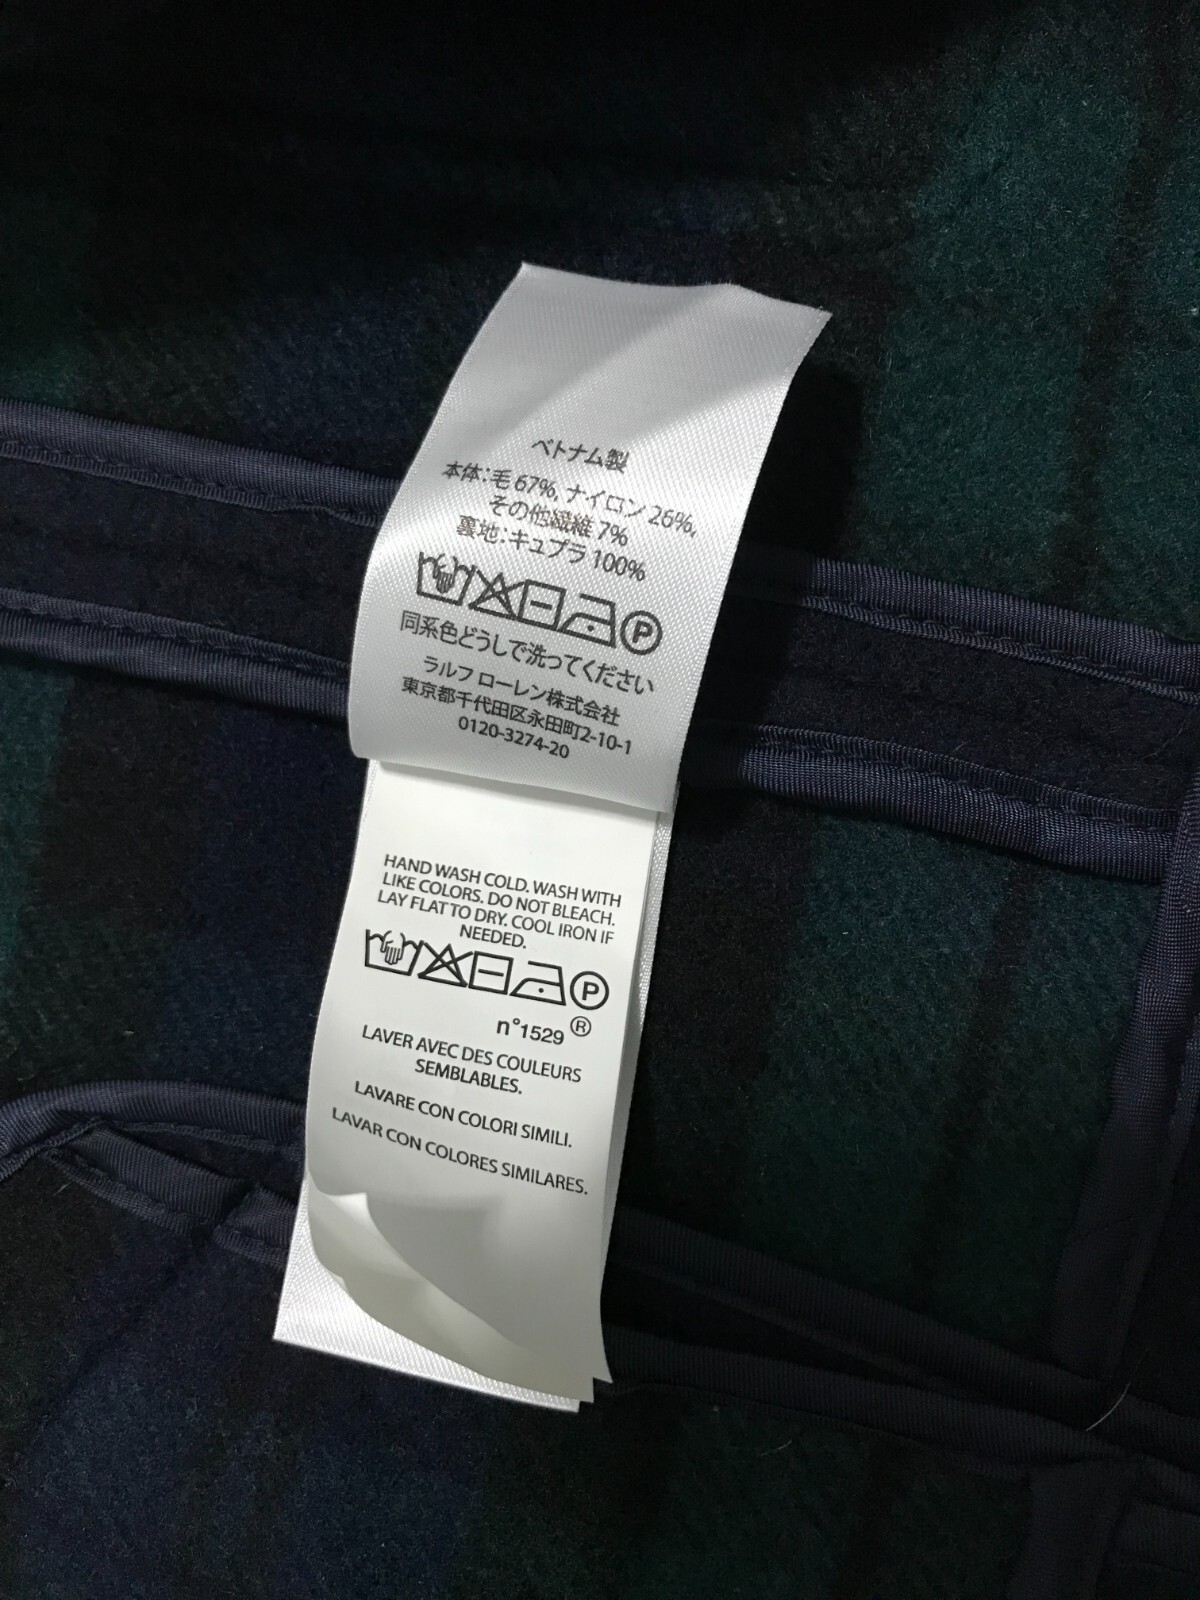 ベトナム製
本体:毛 67%, ナイロン 26%,
その他繊維 7%
裏地:キュプラ 100%
P
同系色どうしで洗ってください
ラルフ ローレン株式会社
東京都千代田区永田町2-10-1
0120-3274-20
HAND WASH COLD. WASH WITH
LIKE COLORS. DO NOT BLEACH.
LAY FLAT TO DRY. COOL IRON IF
NEEDED.
P
n°1529 ®
LAVER AVEC DES COULEURS
SEMBLABLES.
LAVARE CON COLORI SIMILI.
LAVAR CON COLORES SIMILARES.